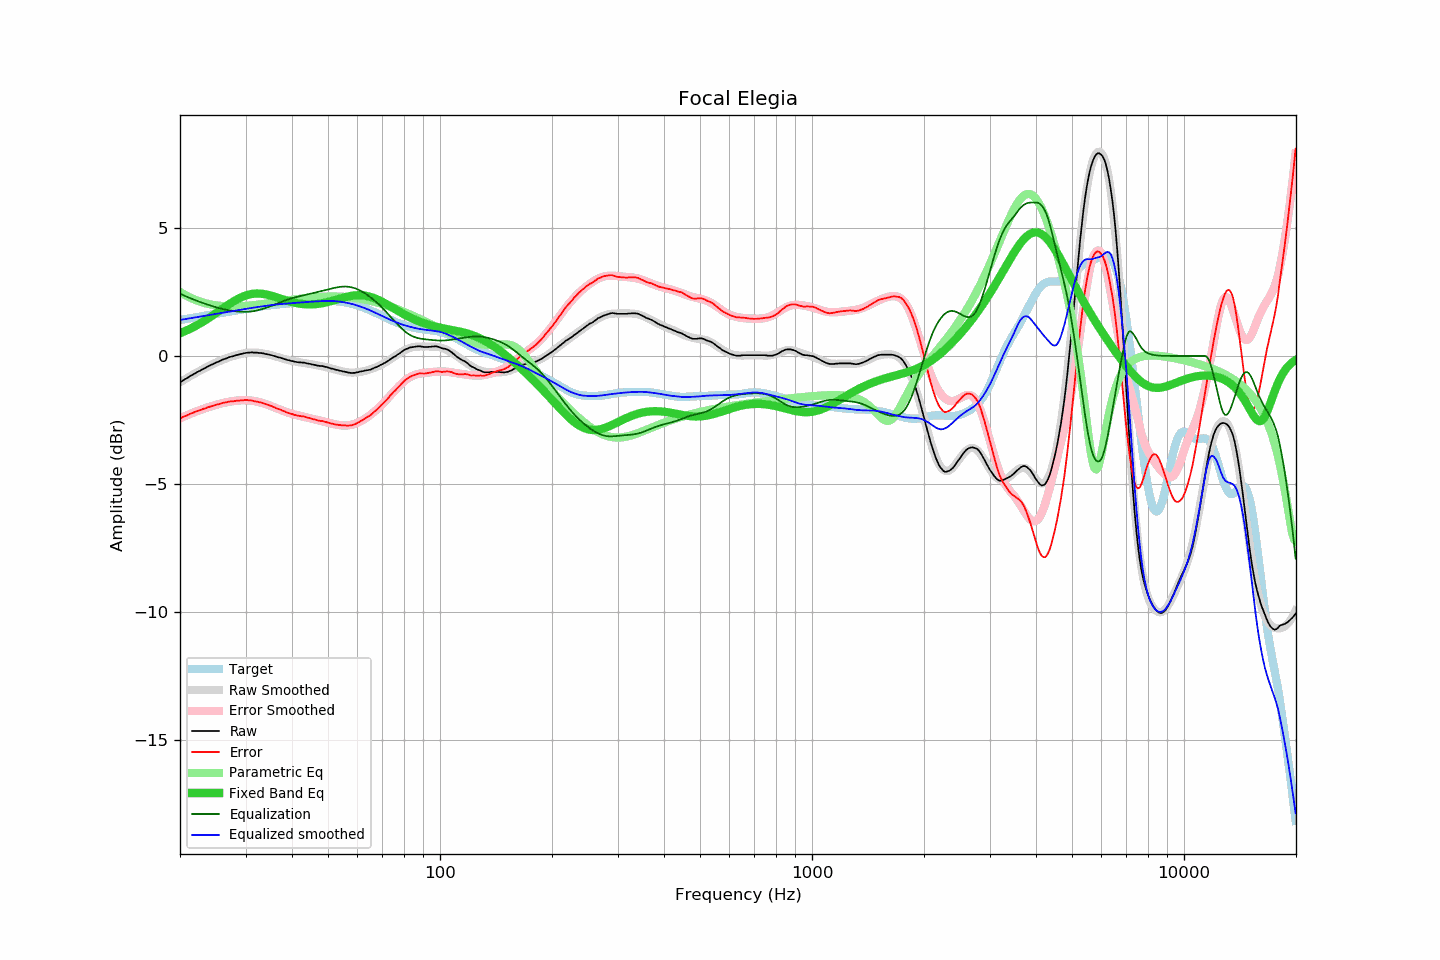 Focal Elegia
5
0
−5
−10
−15
Amplitude (dBr)
Target
Raw Smoothed
Error Smoothed
Raw
Error
Parametric Eq
Fixed Band Eq
Equalization
Equalized smoothed
100
1000
10000
Frequency (Hz)